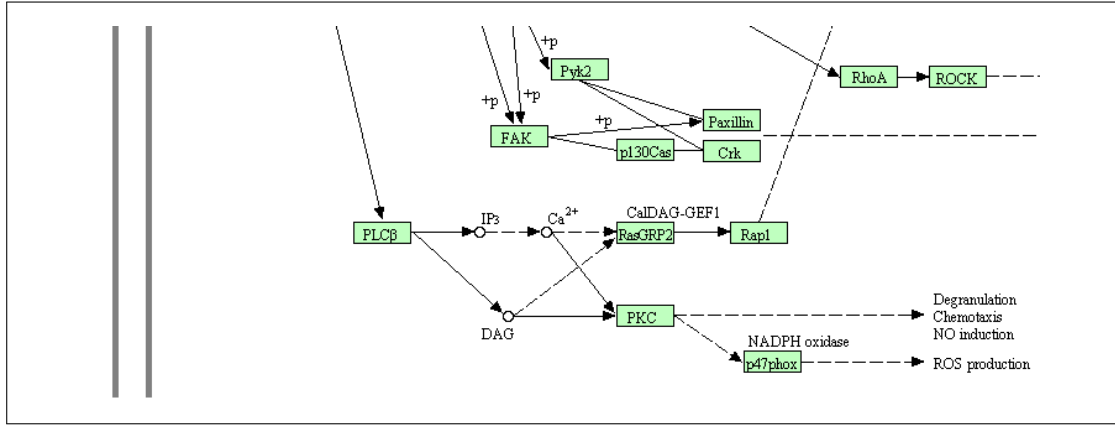 +p
Pyk2
RhoA
ROCK
+p
+p
+p
Paxillin
FAK
p130Cas
Crk
IP3
Ca2+
CalDAG-GEF1
PLCβ
RasGRP2
Rap1
DAG
PKC
Degranulation
Chemotaxis
NO induction
NADPH oxidase
p47phox
ROS production